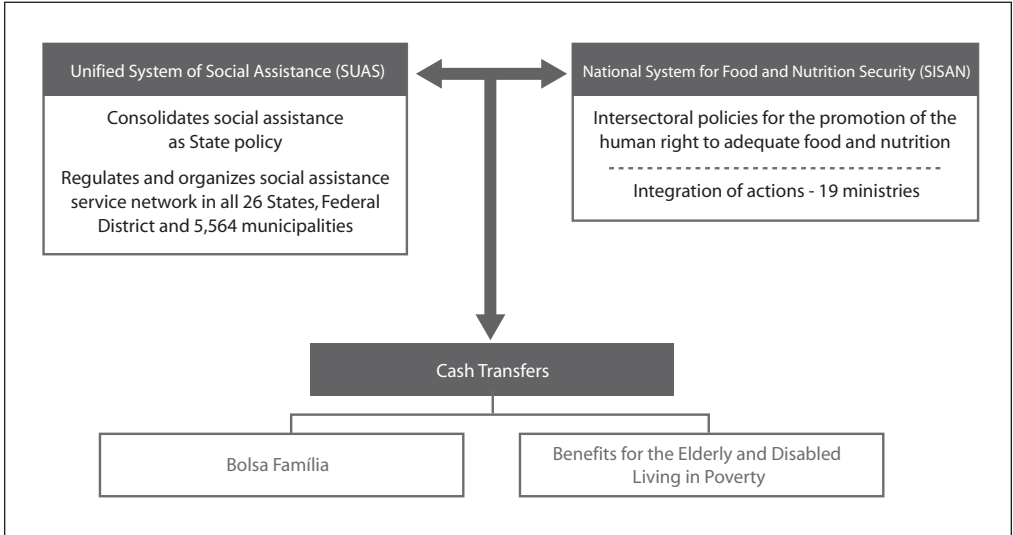 Unified System of Social Assistance (SUAS)
Consolidates social assistance
as State policy
Regulates and organizes social assistance
service network in all 26 States, Federal
District and 5,564 municipalities
National System for Food and Nutrition Security (SISAN)
Intersectoral policies for the promotion of the
human right to adequate food and nutrition
Integration of actions - 19 ministries
Cash Transfers
Bolsa Família
Benefits for the Elderly and Disabled
Living in Poverty